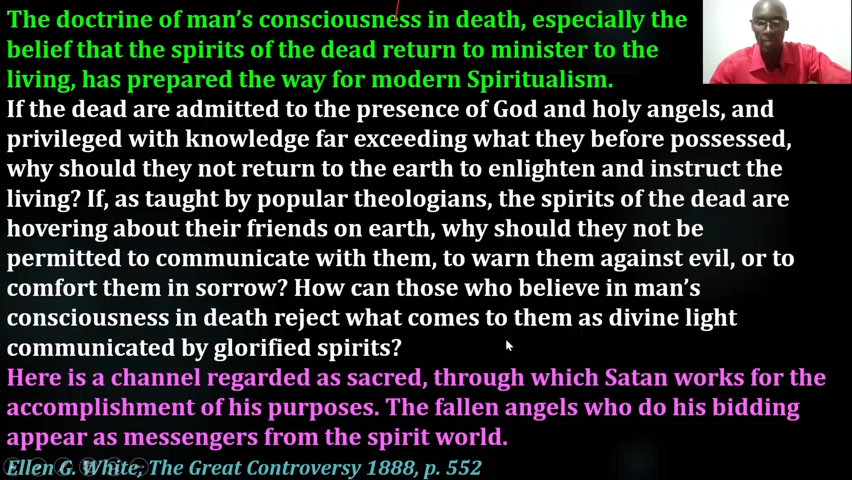 The doctrine of man's consciousness in death, especially the
belief that the spirits of the dead return to minister to the
living, has prepared the way for modern Spiritualism.
If the dead are admitted to the presence of God and holy angels, and
privileged with knowledge far exceeding what they before possessed,
why should they not return to the earth to enlighten and instruct the
living? If, as taught by popular theologians, the spirits of the dead are
hovering about their friends on earth, why should they not be
permitted to communicate with them, to warn them against evil, or to
comfort them in sorrow? How can those who believe in man's
consciousness in death reject what comes to them as divine light
communicated by glorified spirits?
Here is a channel regarded as sacred, through which Satan works for the
accomplishment of his purposes. The fallen angels who do his bidding
appear as messengers from the spirit world.
Ellen G. White, The Great Controversy 1888, p. 552